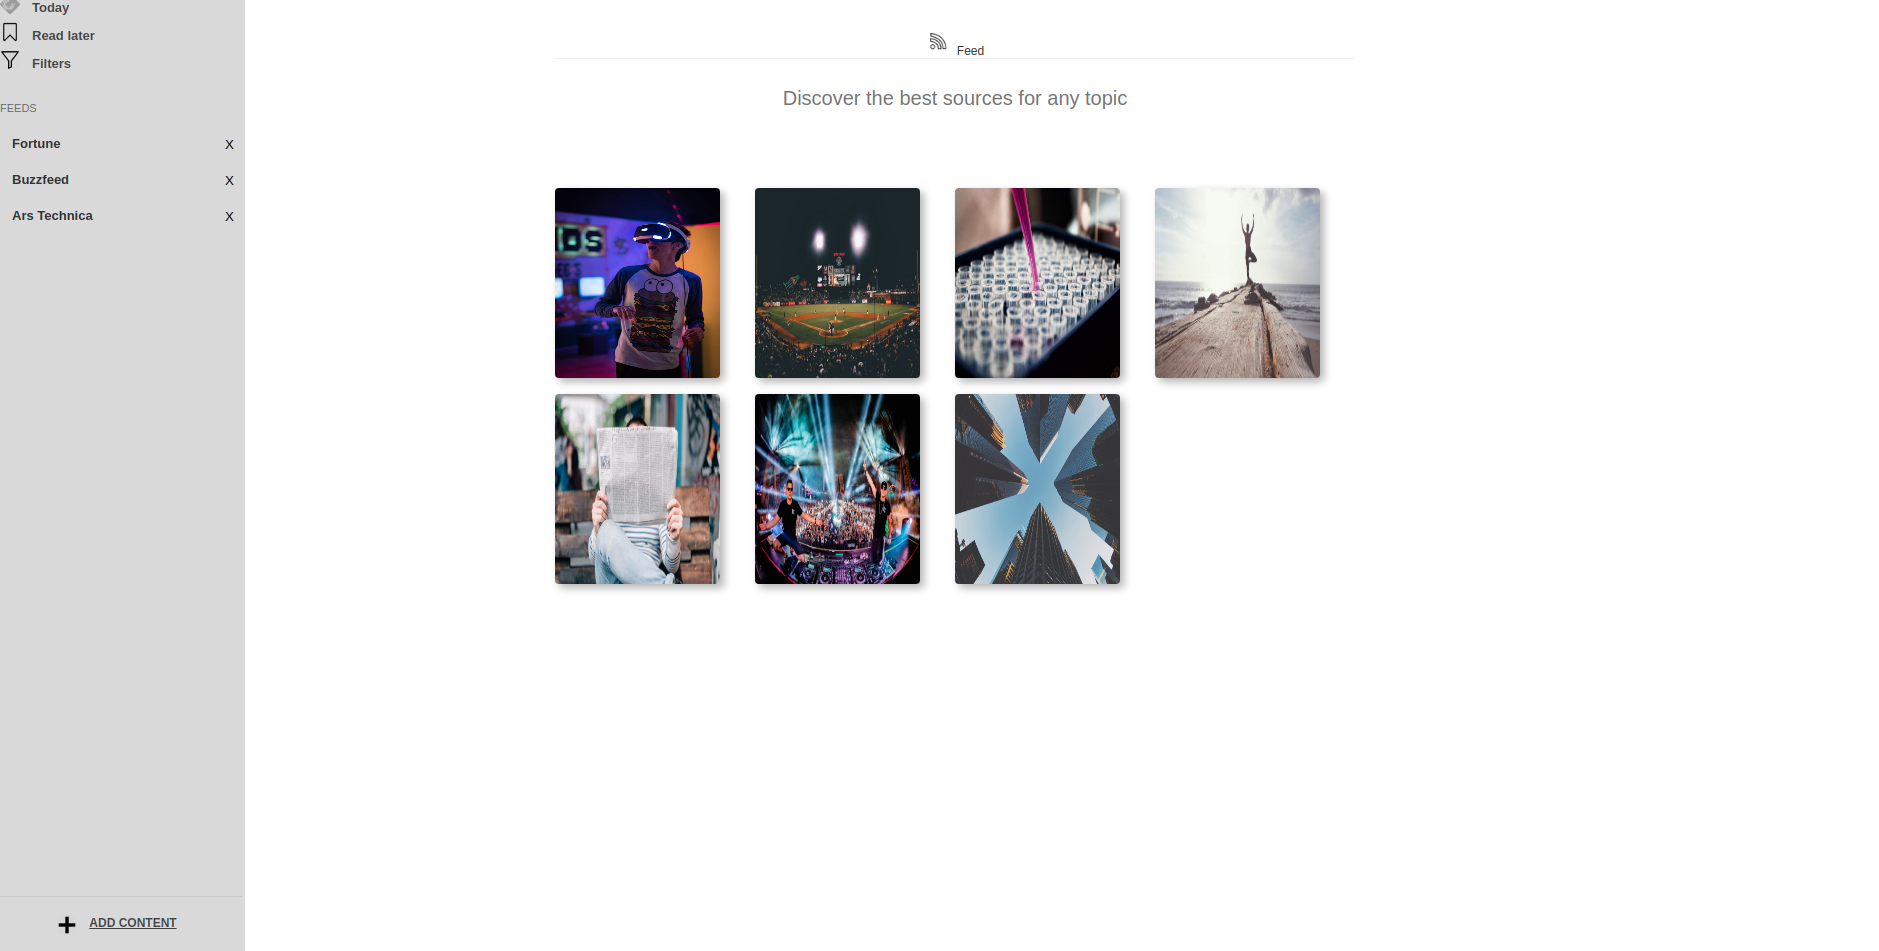 Today
Read later
Filters
FEEDS
Fortune X
Buzzfeed X
Ars Technica X
ADD CONTENT
Feed
Discover the best sources for any topic